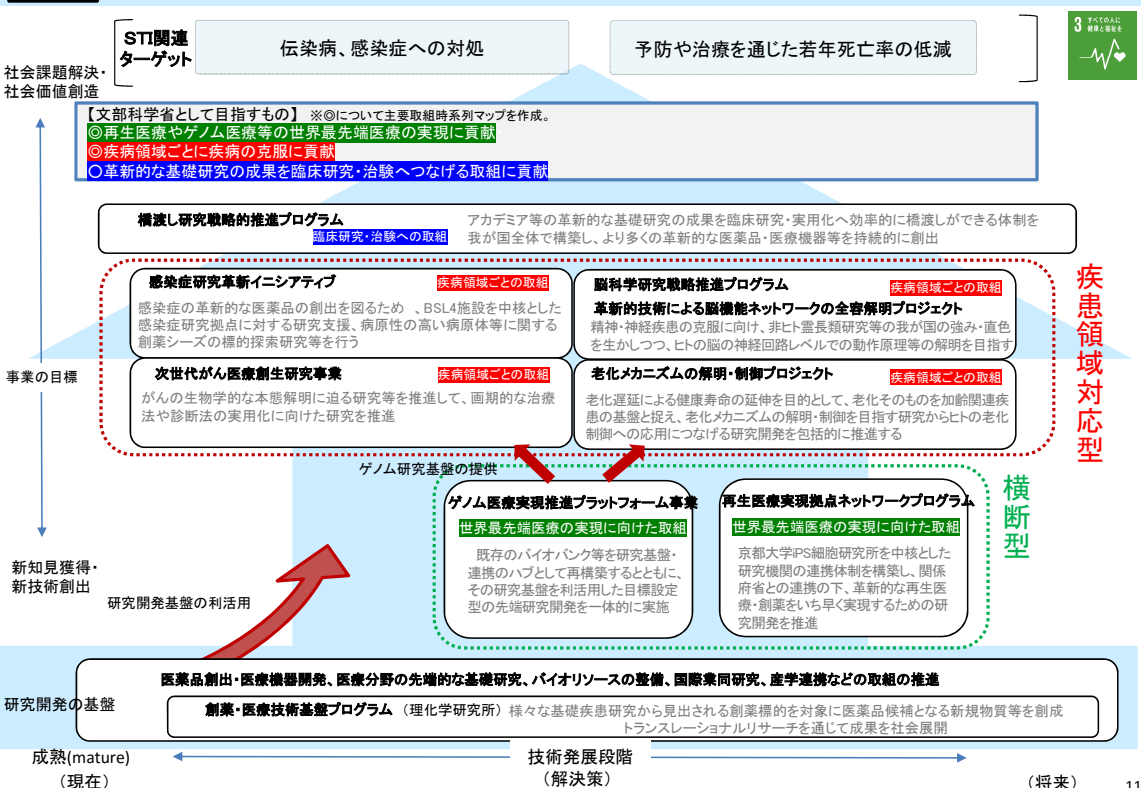 STI関連
ターゲット
伝染病、感染症への対処
予防や治療を通じた若年死亡率の低減
3 すべての人に
健康と福祉を
社会課題解決・
社会価値創造
【文部科学省として目指すもの】 ※◎について主要取組時系列マップを作成。
◎再生医療やゲノム医療等の世界最先端医療の実現に貢献
◎疾病領域ごとに疾病の克服に貢献
○革新的な基礎研究の成果を臨床研究・治験へつなげる取組に貢献
橋渡し研究戦略的推進プログラム
臨床研究・治験への取組
アカデミア等の革新的な基礎研究の成果を臨床研究・実用化へ効率的に橋渡しができる体制を
我が国全体で構築し、より多くの革新的な医薬品・医療機器等を持続的に創出
疾患領域対応型
感染症研究革新イニシアティブ
疾病領域ごとの取組
感染症の革新的な医薬品の創出を図るため 、BSL4施設を中核とした
感染症研究拠点に対する研究支援、病原性の高い病原体等に関する
創薬シーズの標的探索研究等を行う
脳科学研究戦略推進プログラム
疾病領域ごとの取組
革新的技術による脳機能ネットワークの全容解明プロジェクト
精神・神経疾患の克服に向け、非ヒト霊長類研究等の我が国の強み・直色
を生かしつつ、ヒトの脳の神経回路レベルでの動作原理等の解明を目指す
事業の目標
次世代がん医療創生研究事業
疾病領域ごとの取組
がんの生物学的な本態解明に迫る研究等を推進して、画期的な治療
法や診断法の実用化に向けた研究を推進
老化メカニズムの解明・制御プロジェクト
疾病領域ごとの取組
老化遅延による健康寿命の延伸を目的として、老化そのものを加齢関連疾
患の基盤と捉え、老化メカニズムの解明・制御を目指す研究からヒトの老化
制御への応用につなげる研究開発を包括的に推進する
ゲノム研究基盤の提供
横断型
ゲノム医療実現推進プラットフォーム事業
世界最先端医療の実現に向けた取組
既存のバイオバンク等を研究基盤・
連携のハブとして再構築するとともに、
その研究基盤を利活用した目標設定
型の先端研究開発を一体的に実施
再生医療実現拠点ネットワークプログラム
世界最先端医療の実現に向けた取組
京都大学iPS細胞研究所を中核とした
研究機関の連携体制を構築し、関係
府省との連携の下、革新的な再生医
療・創薬をいち早く実現するための研
究開発を推進
新知見獲得・
新技術創出
研究開発基盤の利活用
研究開発の基盤
医薬品創出・医療機器開発、医療分野の先端的な基礎研究、バイオリソースの整備、国際業同研究、産学連携などの取組の推進
創薬・医療技術基盤プログラム （理化学研究所） 様々な基礎疾患研究から見出される創薬標的を対象に医薬品候補となる新規物質等を創成
トランスレーショナルリサーチを通じて成果を社会展開
成熟(mature)
（現在）
技術発展段階
（解決策）
（将来）
11